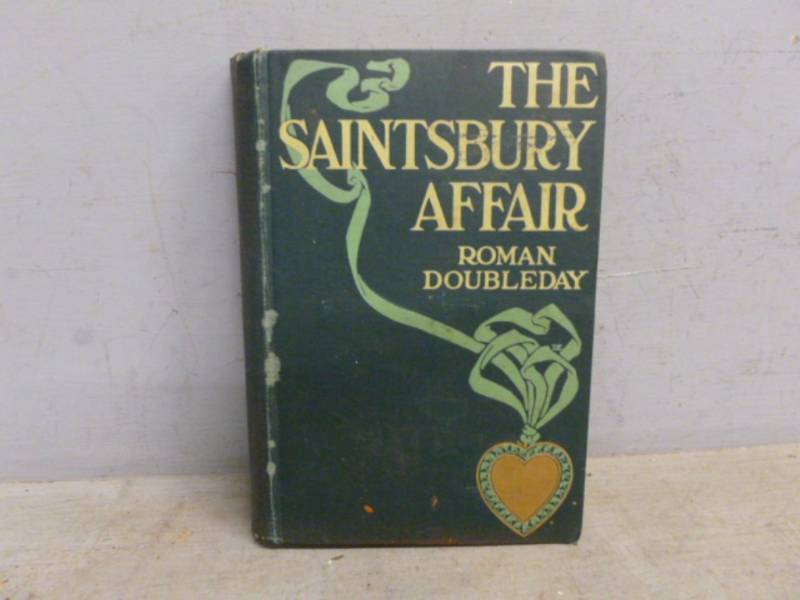 THE
SAINTSBURY
AFFAIR
ROMAN
DOUBLEDAY